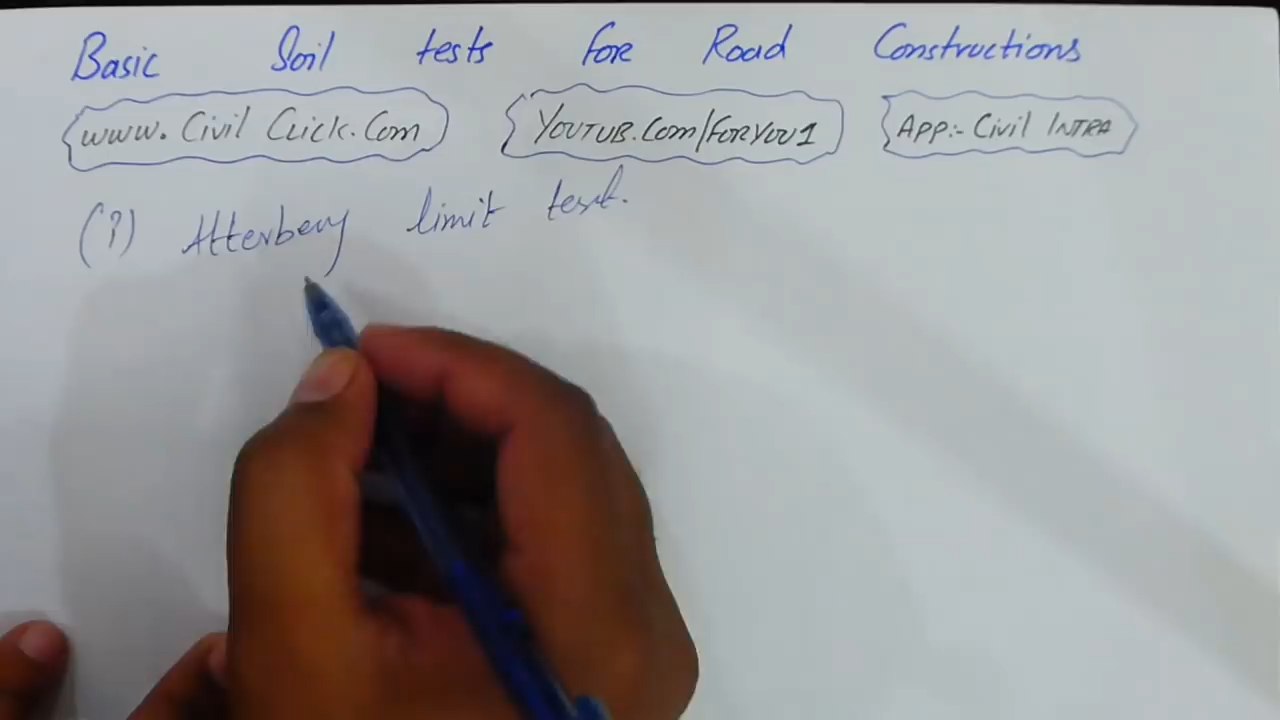 Basic Soil tests for Road Constructions
www. Civil Click. Com YOUTUB.COM/FORYOU1 APP:- Civil INTRA
(i) Atterberg limit test.